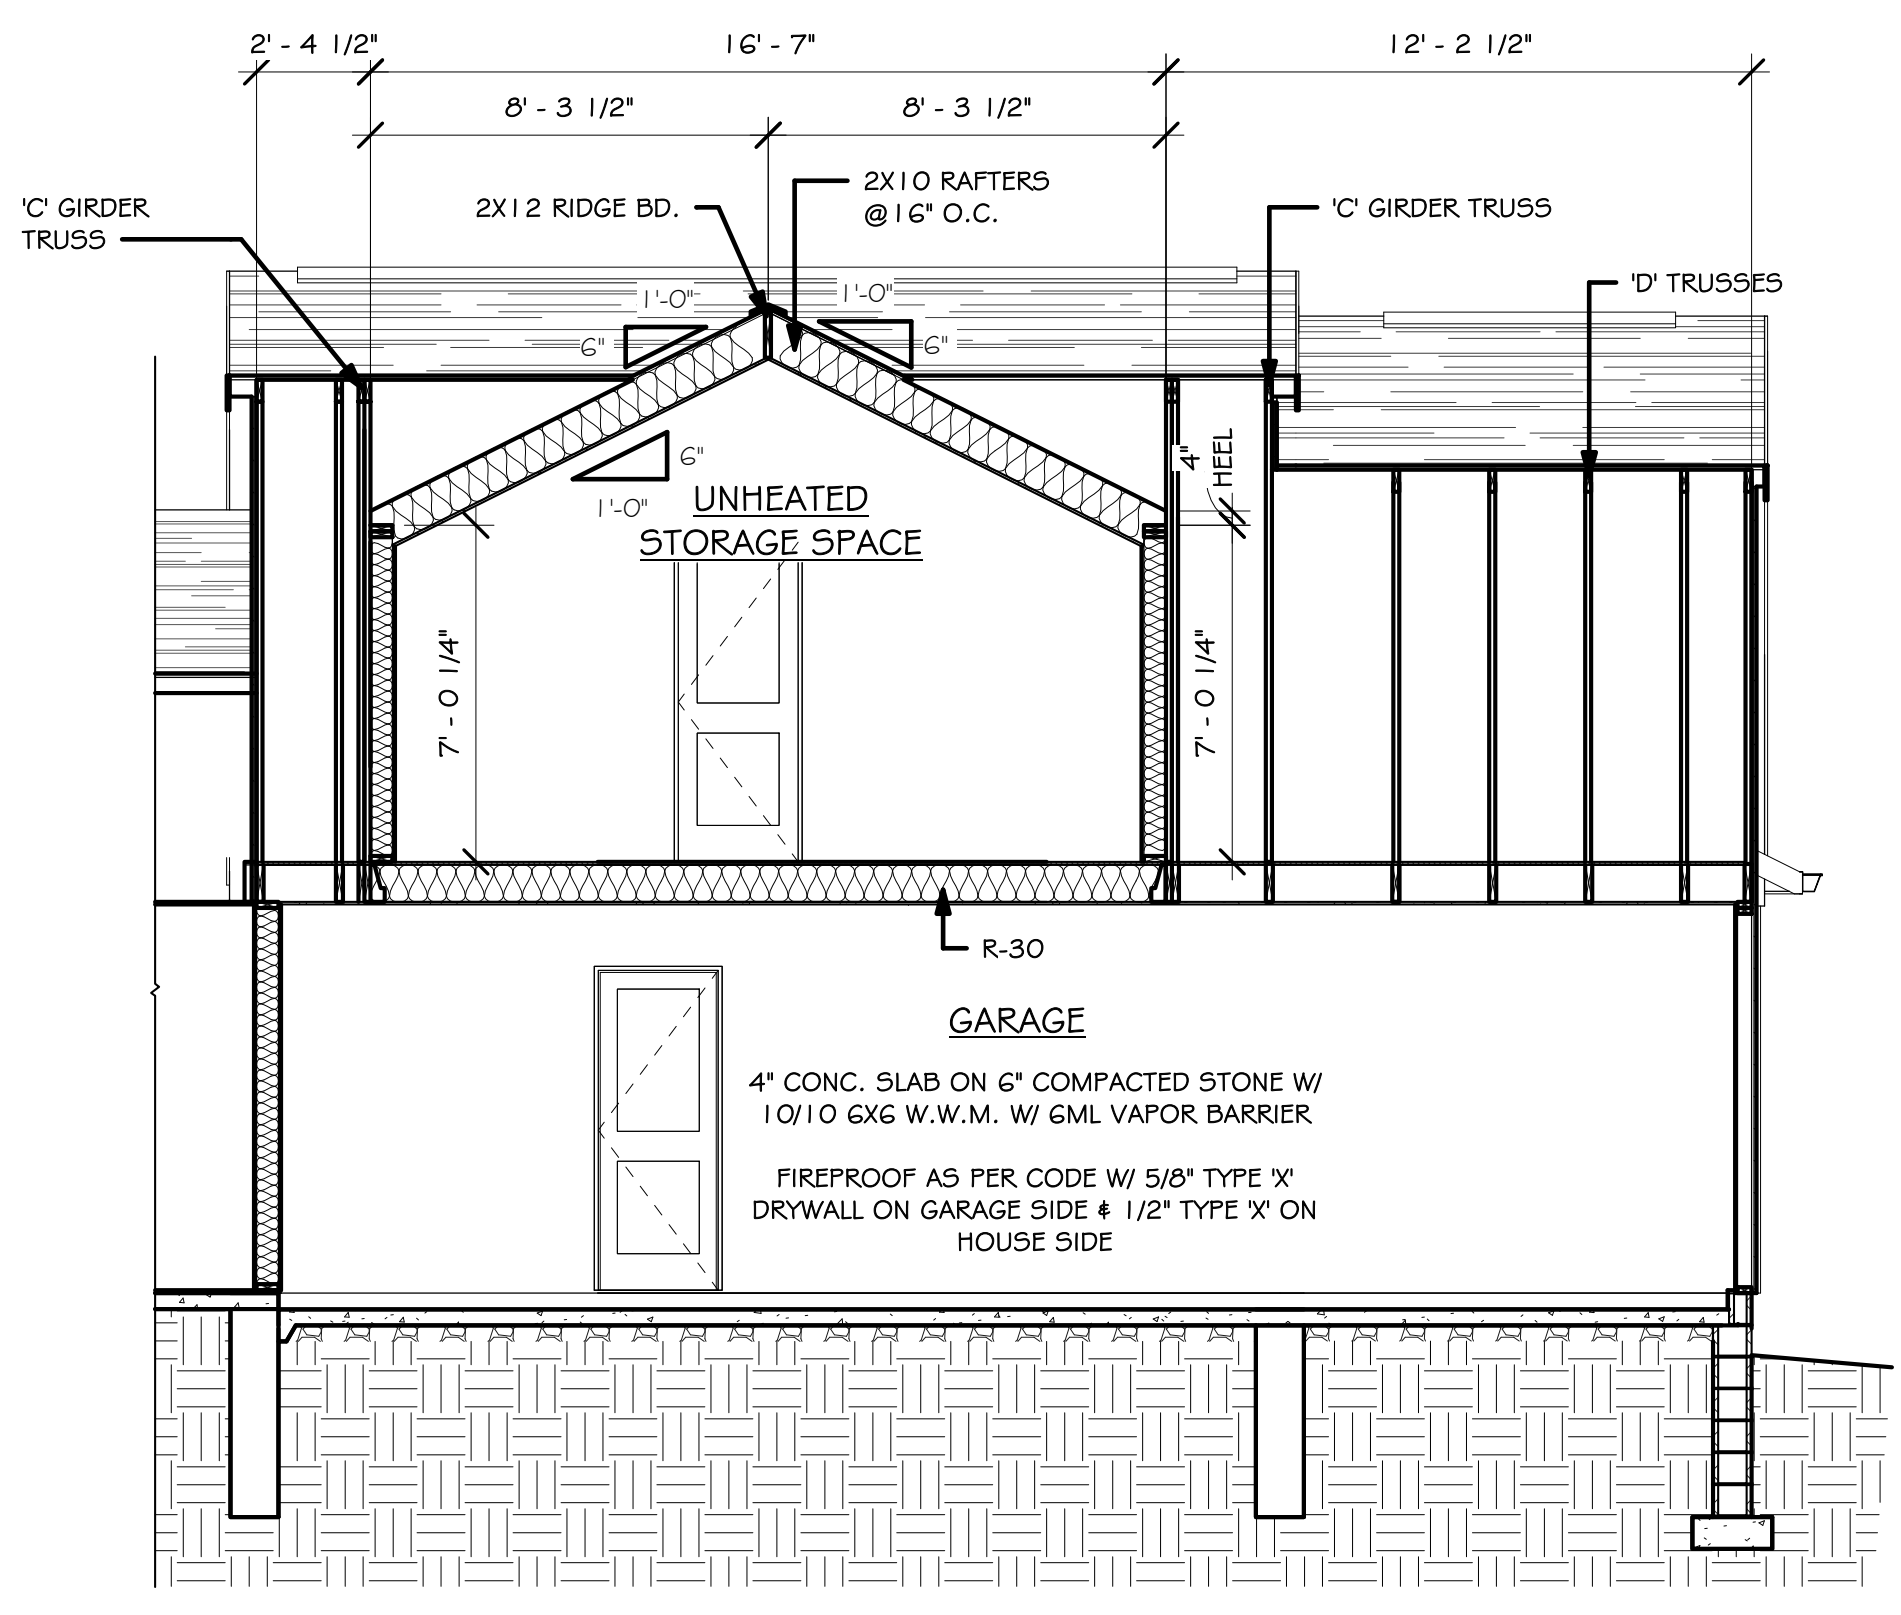 2' - 4 1/2"
16' - 7"
12' - 2 1/2"
8' - 3 1/2"
8' - 3 1/2"
'C' GIRDER
TRUSS
2X12 RIDGE BD.
2X10 RAFTERS
@16" O.C.
'C' GIRDER TRUSS
'D' TRUSSES
1'-0"
6"
1'-0"
6"
6"
1'-0"
4"
HEEL
UNHEATED
STORAGE SPACE
7' - 0 1/4"
7' - 0 1/4"
R-30
GARAGE
4" CONC. SLAB ON 6" COMPACTED STONE W/
10/10 6X6 W.W.M. W/ 6ML VAPOR BARRIER
FIREPROOF AS PER CODE W/ 5/8" TYPE 'X'
DRYWALL ON GARAGE SIDE & 1/2" TYPE 'X' ON
HOUSE SIDE